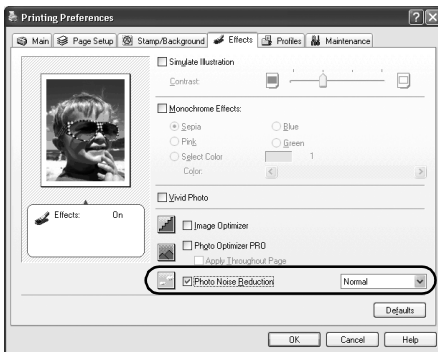 Printing Preferences
Main Page Setup Stamp/Background Effects Profiles Maintenance
Simulate Illustration
Contrast:
Monochrome Effects:
Sepia Blue
Pink Green
Select Color 1
Color:
Vivid Photo
Effects: On
Image Optimizer
Photo Optimizer PRO
Apply Throughout Page
Photo Noise Reduction Normal
Defaults
OK Cancel Help